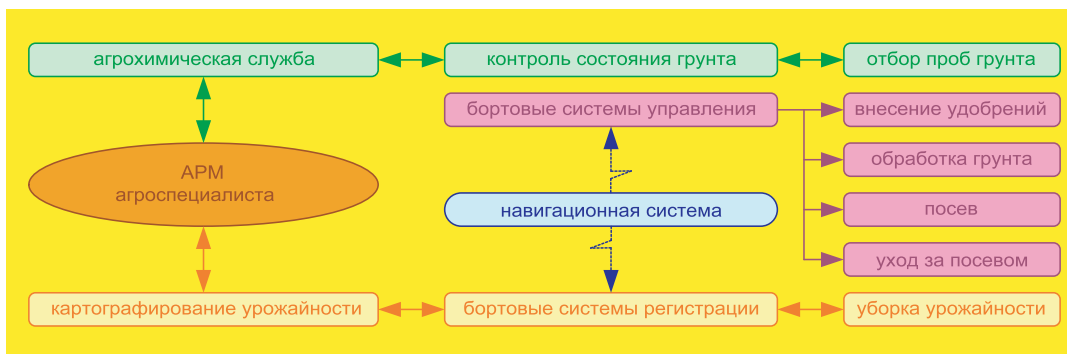 агрохимическая служба
контроль состояния грунта
отбор проб грунта
бортовые системы управления
внесение удобрений
АРМ
агроспециалиста
обработка грунта
навигационная система
посев
уход за посевом
картографирование урожайности
бортовые системы регистрации
уборка урожайности